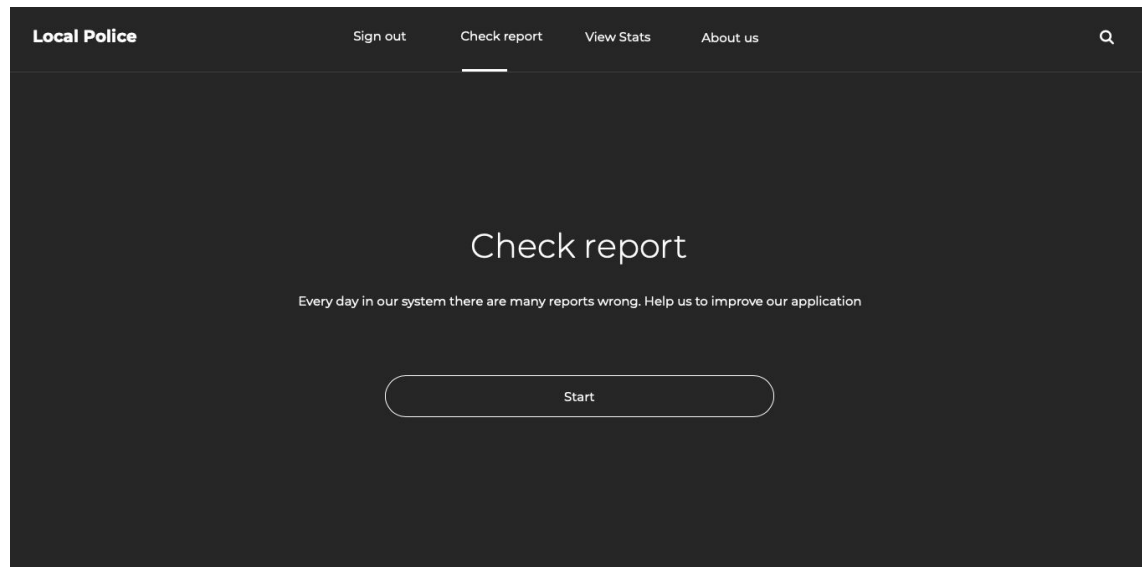 Local Police
Sign out
Check report
View Stats
About us
Check report
Every day in our system there are many reports wrong. Help us to improve our application
Start